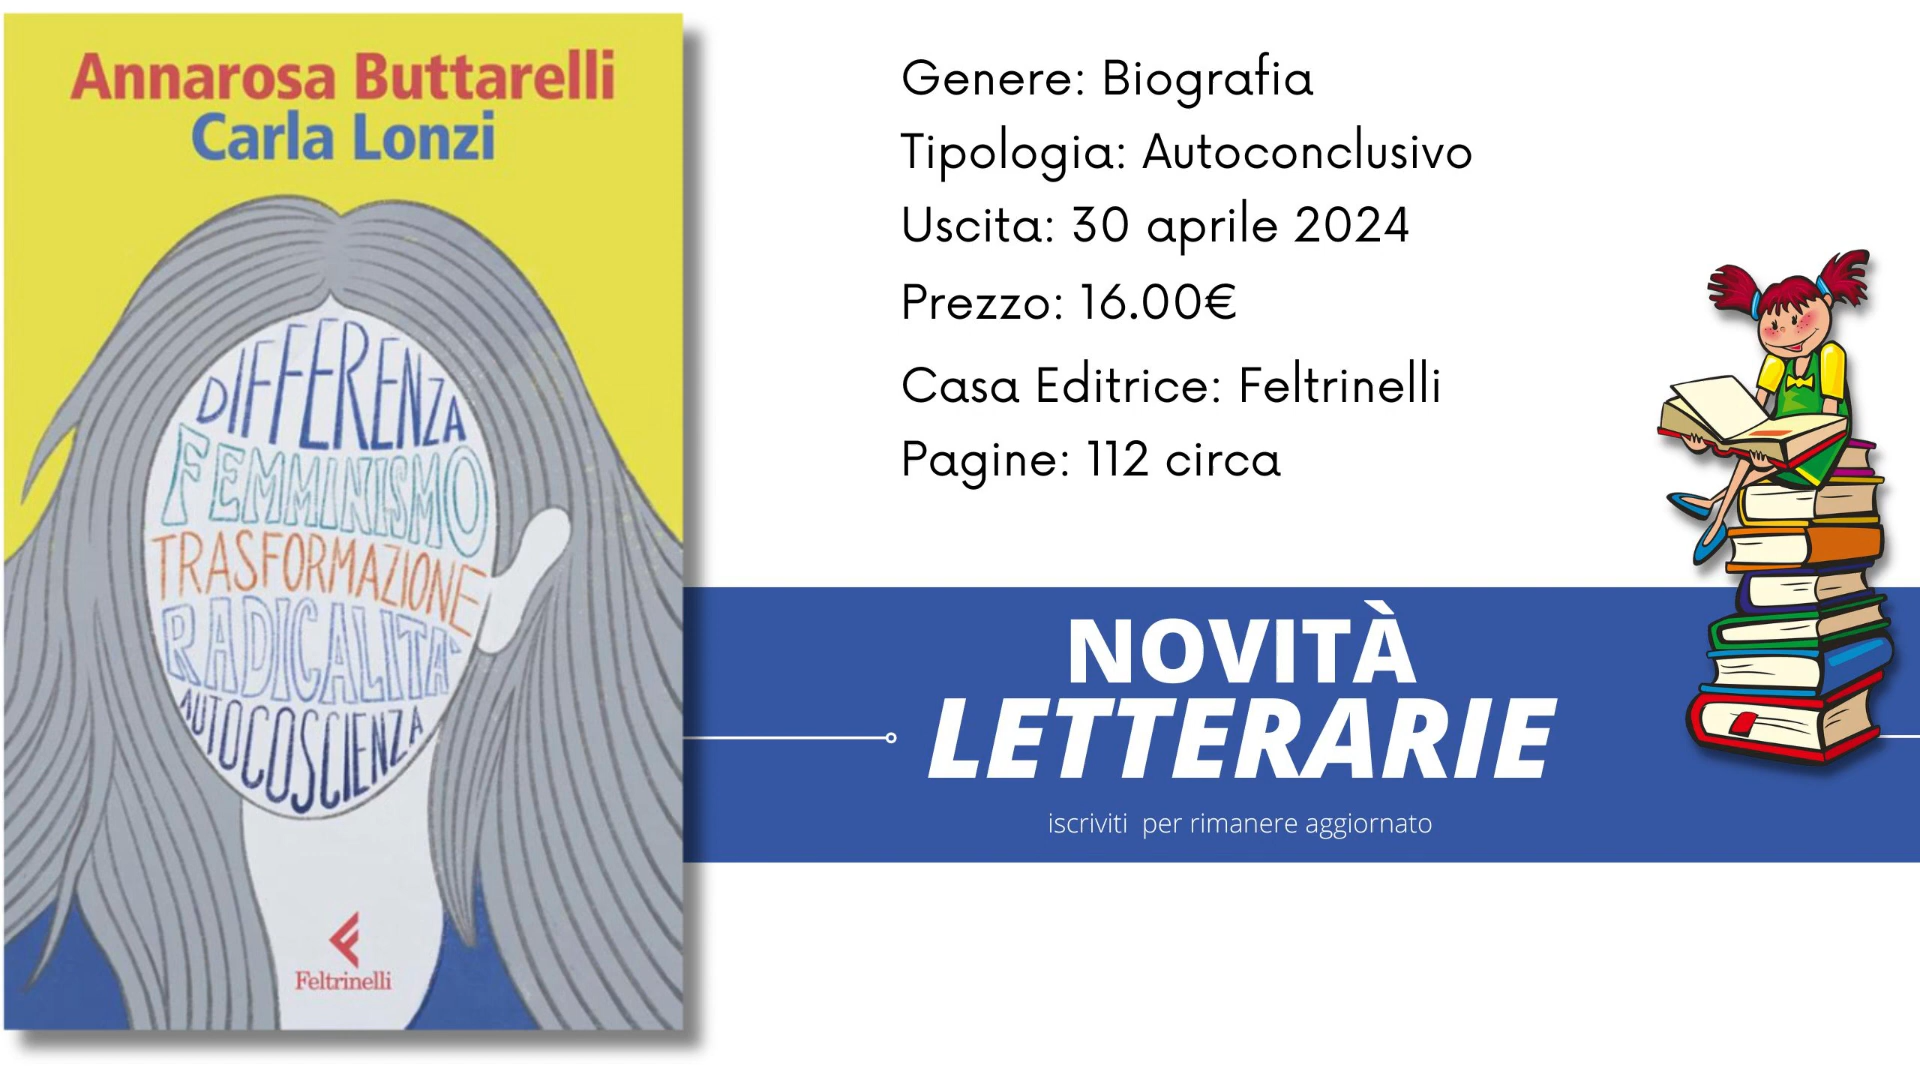 Annarosa Buttarelli
Carla Lonzi
DIFFERENZA
FEMMINISMO
TRASFORMAZIONE
RADICALITÀ
AUTOCOSCIENZA
Feltrinelli
Genere: Biografia
Tipologia: Autoconclusivo
Uscita: 30 aprile 2024
Prezzo: 16.00€
Casa Editrice: Feltrinelli
Pagine: 112 circa
NOVITÀ
LETTERARIE
iscriviti per rimanere aggiornato